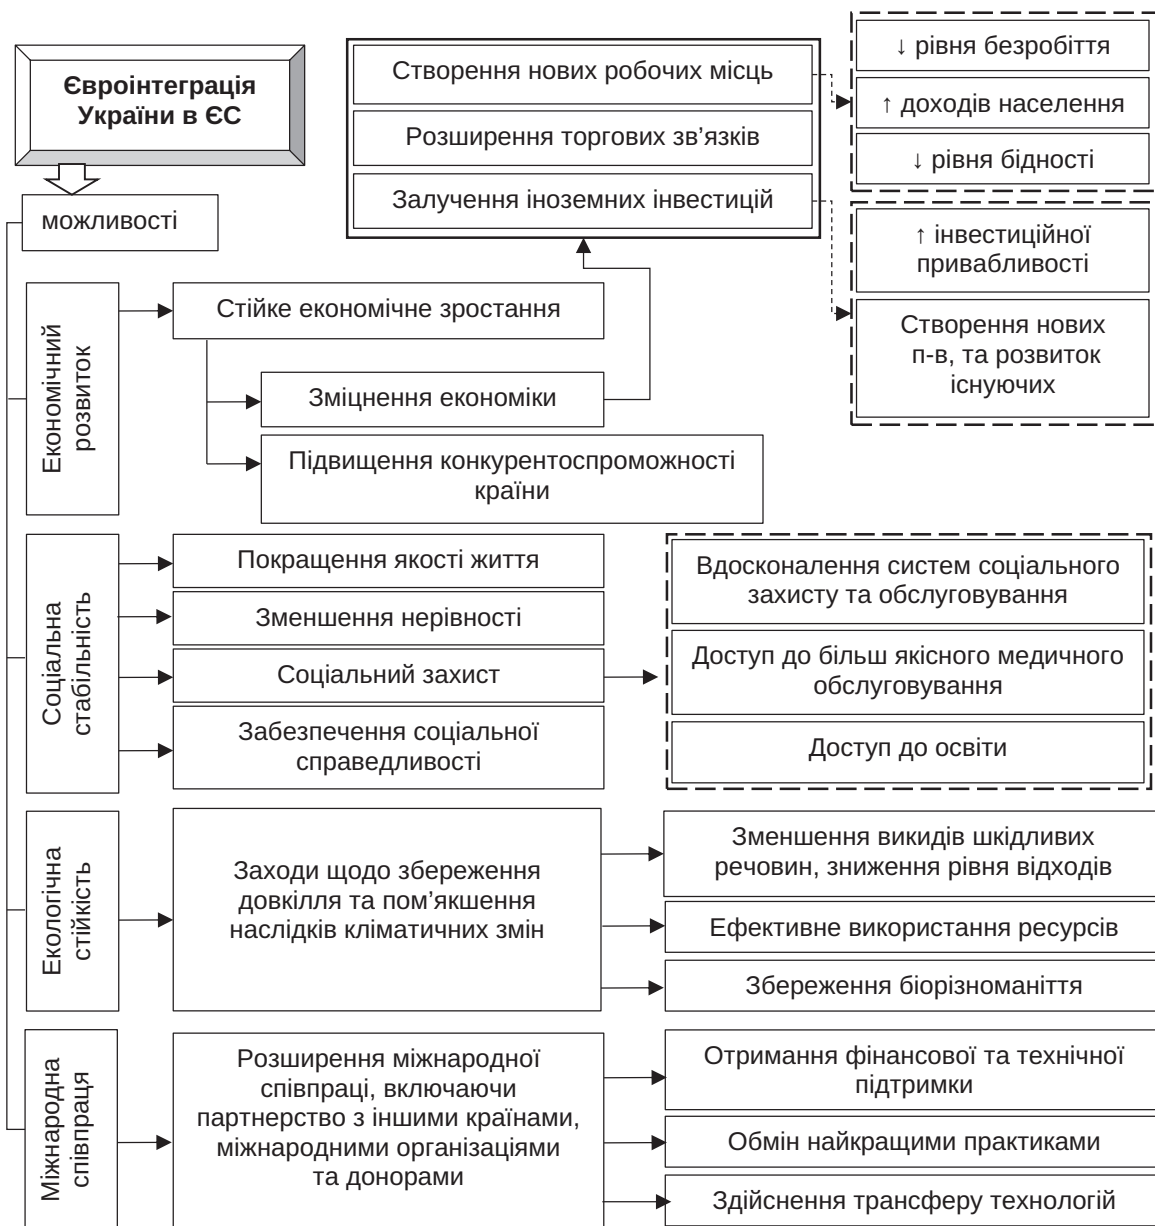 Євроінтеграція
України в ЄС
можливості
Створення нових робочих місць
Розширення торгових зв’язків
Залучення іноземних інвестицій
↓ рівня безробіття
↑ доходів населення
↓ рівня бідності
↑ інвестиційної
привабливості
Створення нових
п-в, та розвиток
існуючих
Економічний
розвиток
Стійке економічне зростання
Зміцнення економіки
Підвищення конкурентоспроможності
країни
Соціальна
стабільність
Покращення якості життя
Зменшення нерівності
Соціальний захист
Забезпечення соціальної
справедливості
Вдосконалення систем соціального
захисту та обслуговування
Доступ до більш якісного медичного
обслуговування
Доступ до освіти
Екологічна
стійкість
Заходи щодо збереження
довкілля та пом’якшення
наслідків кліматичних змін
Зменшення викидів шкідливих
речовин, зниження рівня відходів
Ефективне використання ресурсів
Збереження біорізноманіття
Міжнародна
співпраця
Розширення міжнародної
співпраці, включаючи
партнерство з іншими країнами,
міжнародними організаціями
та донорами
Отримання фінансової та технічної
підтримки
Обмін найкращими практиками
Здійснення трансферу технологій